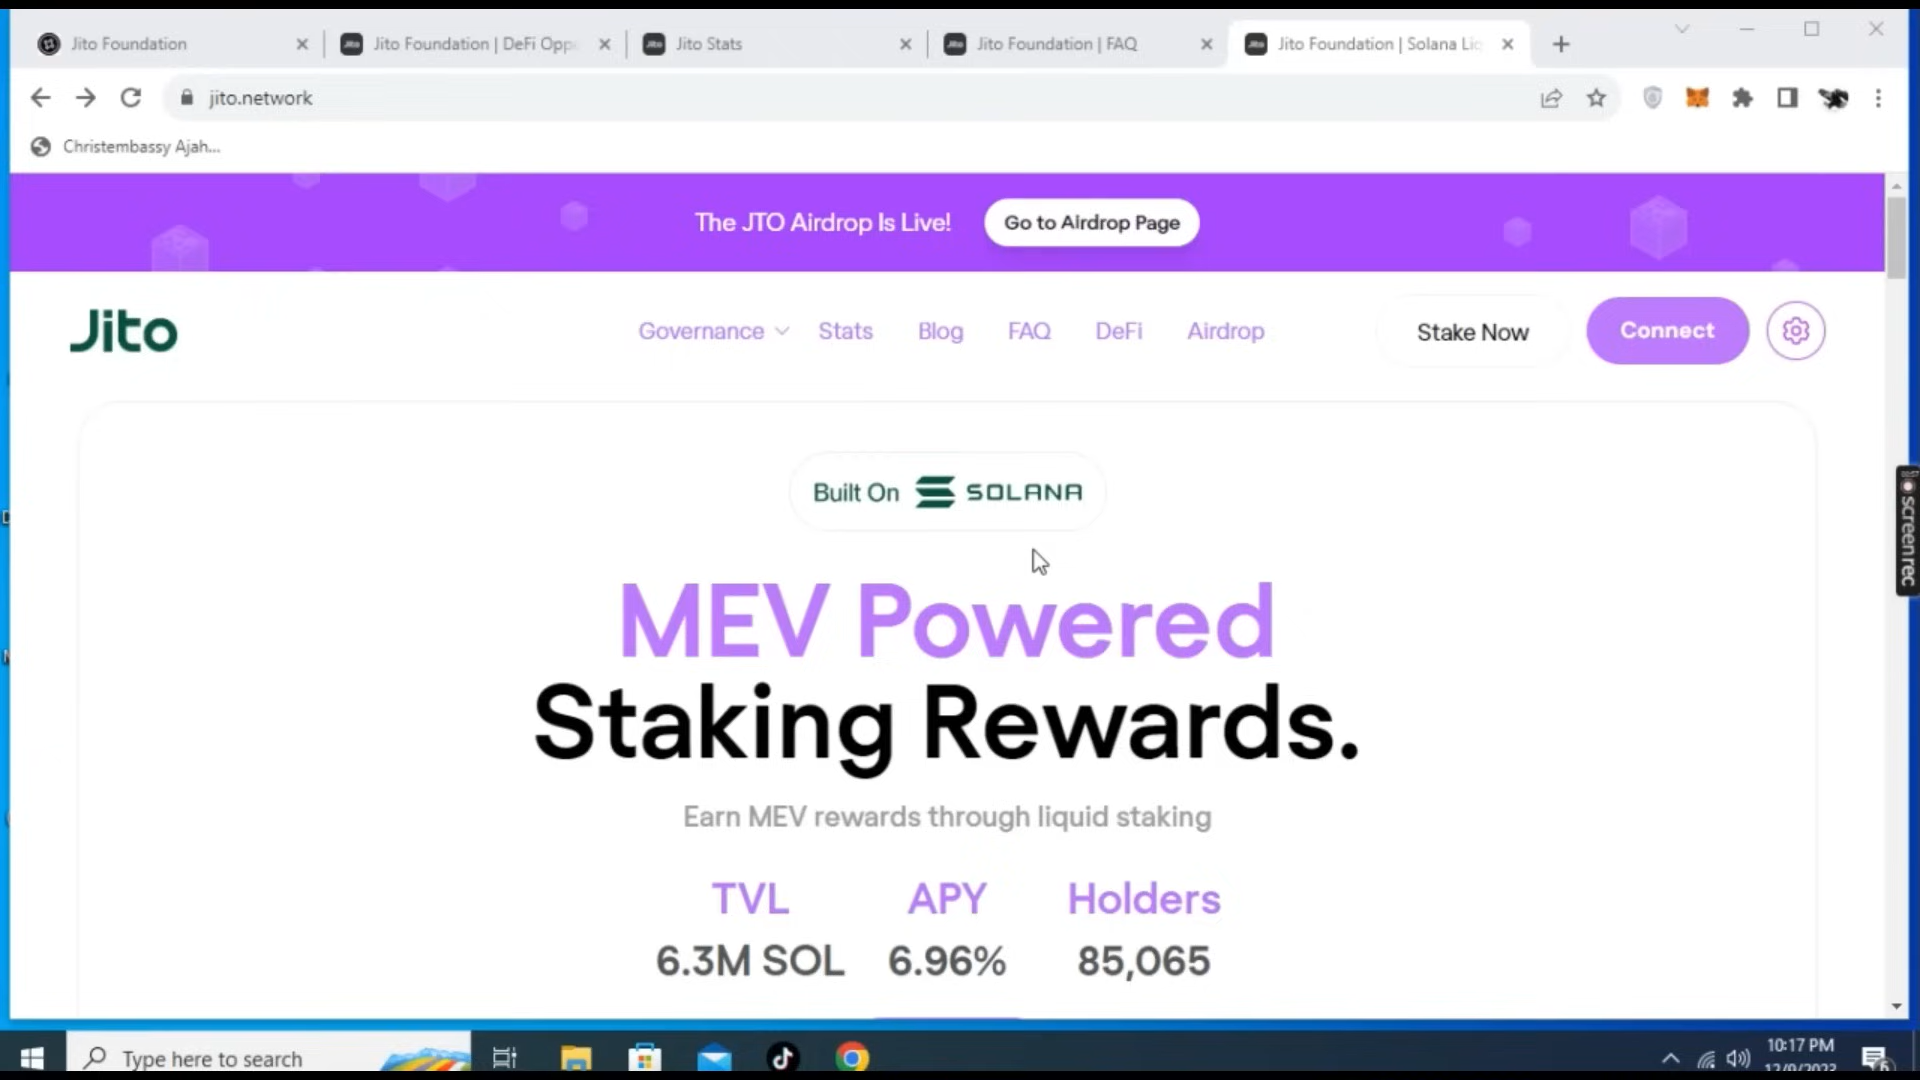 Jito Foundation
Jito Foundation | DeFi Opp
Jito Stats
Jito Foundation | FAQ
Jito Foundation | Solana Li
jito.network
Christembassy Ajah...
The JTO Airdrop Is Live!
Go to Airdrop Page
Jito
Governance
Stats
Blog
FAQ
DeFi
Airdrop
Stake Now
Connect
Built On SOLANA
MEV Powered
Staking Rewards.
Earn MEV rewards through liquid staking
TVL APY Holders
6.3M SOL 6.96% 85,065
screenrec
Type here to search
10:17 PM
12/9/2023